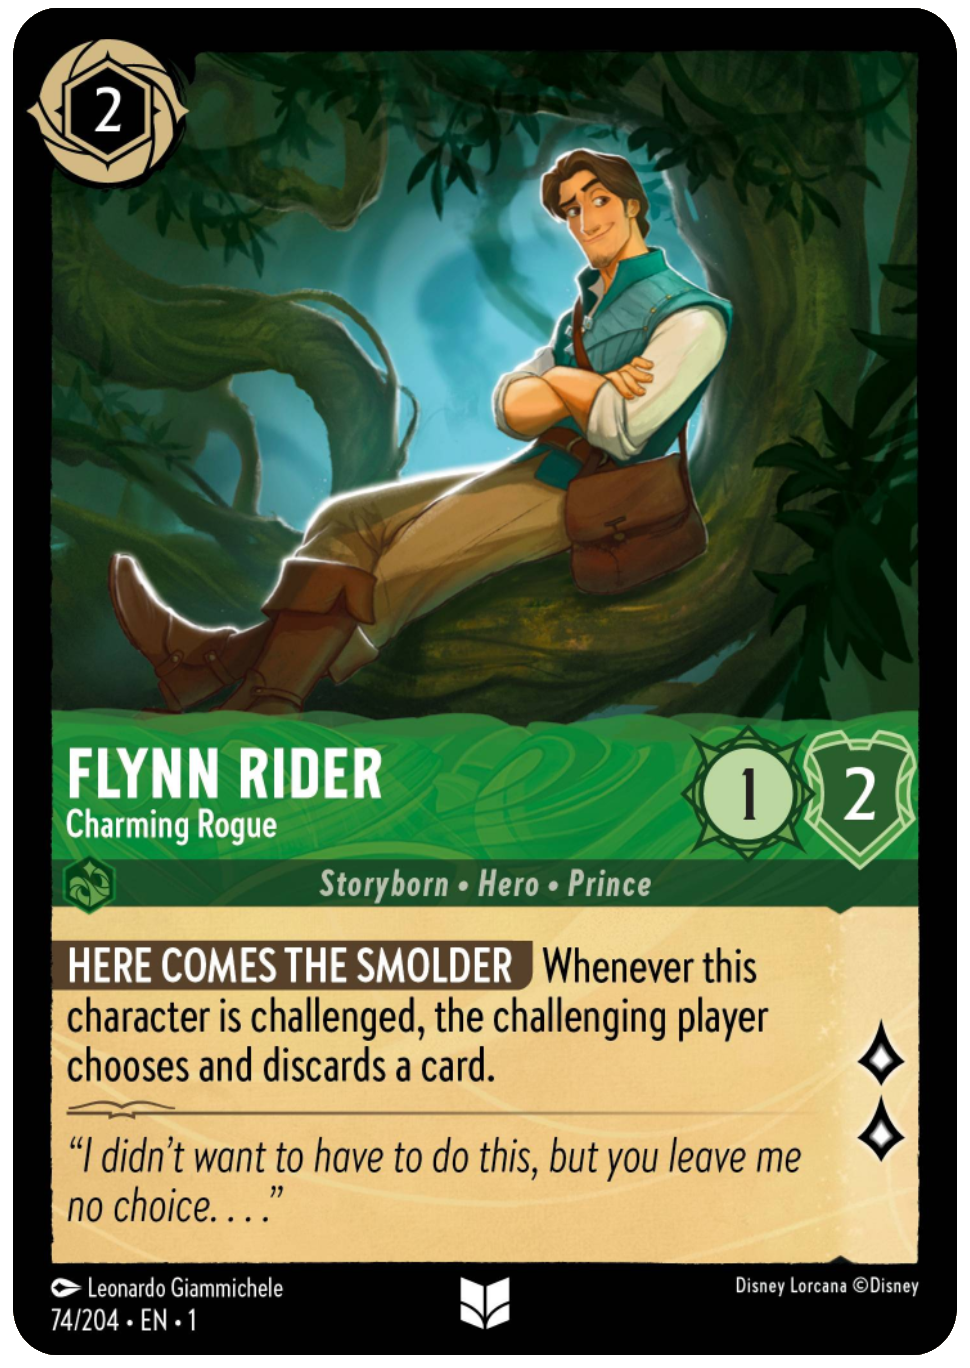 2
FLYNN RIDER
Charming Rogue
1
2
Storyborn • Hero • Prince
HERE COMES THE SMOLDER Whenever this
character is challenged, the challenging player
chooses and discards a card.
“I didn’t want to have to do this, but you leave me
no choice. . . .”
Leonardo Giammichele
74/204 • EN • 1
Disney Lorcana ©Disney